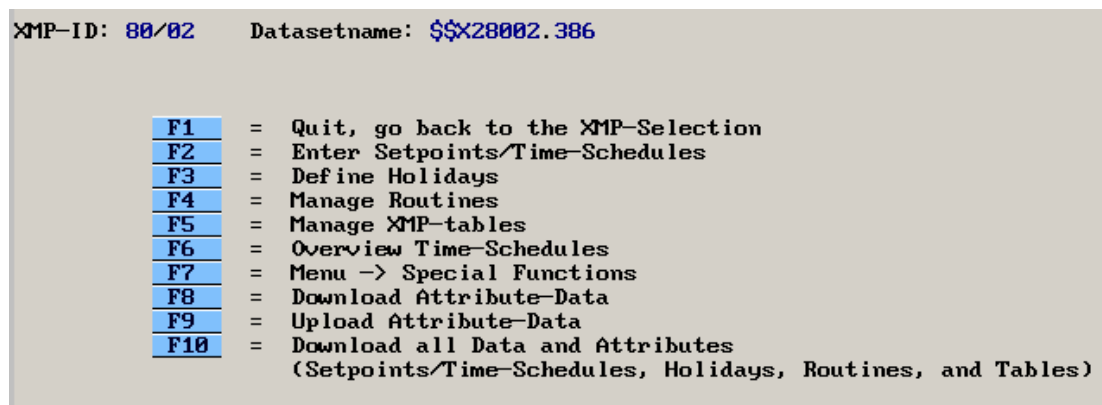 XMP-ID: 80/02 Datasetname: $$X28002.386
F1 = Quit, go back to the XMP-Selection
F2 = Enter Setpoints/Time-Schedules
F3 = Define Holidays
F4 = Manage Routines
F5 = Manage XMP-tables
F6 = Overview Time-Schedules
F7 = Menu -> Special Functions
F8 = Download Attribute-Data
F9 = Upload Attribute-Data
F10 = Download all Data and Attributes
(Setpoints/Time-Schedules, Holidays, Routines, and Tables)